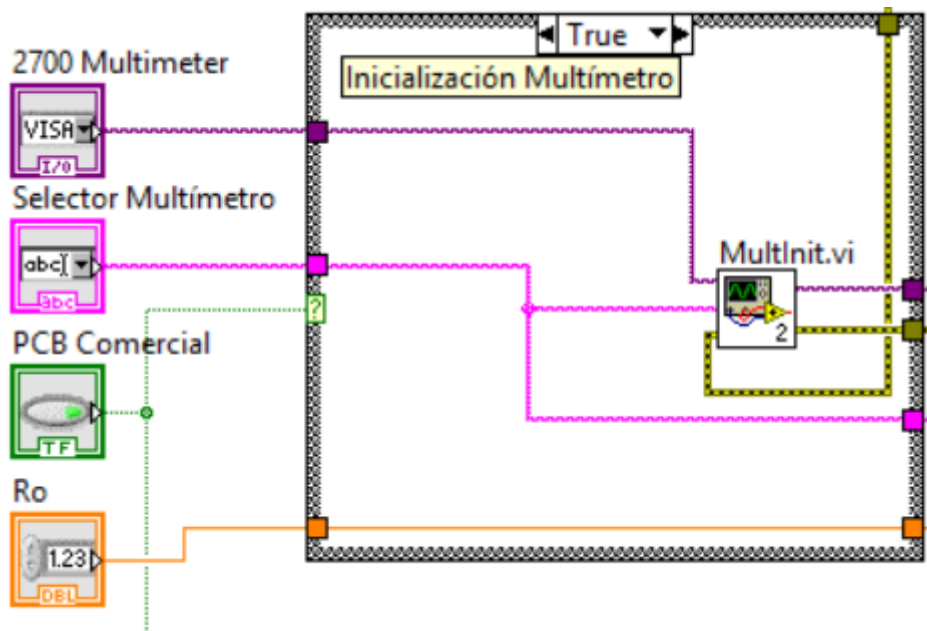 2700 Multimeter
VISA
I/O
Selector Multímetro
abc
abc
PCB Comercial
TF
Ro
1.23
DBL
True
Inicialización Multímetro
?
MultInit.vi
2